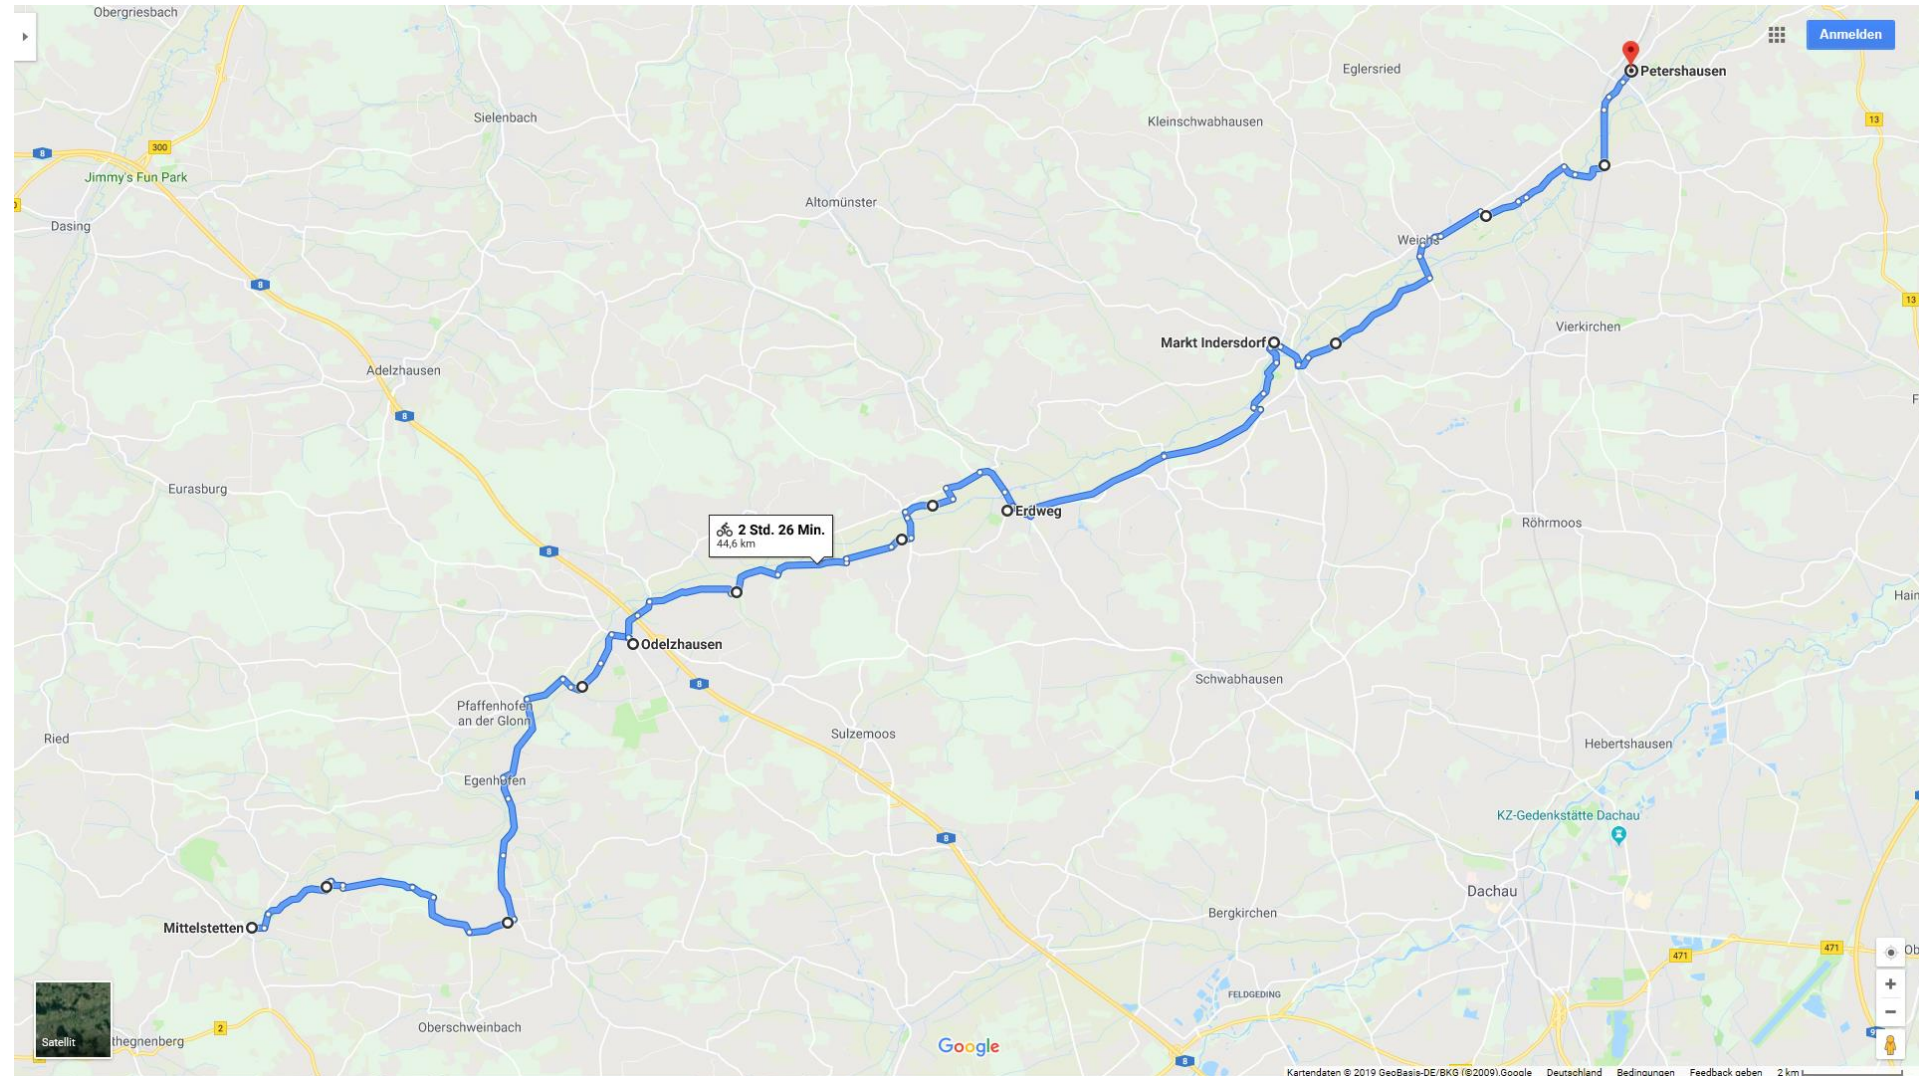 Obergriesbach
Anmelden
Eglersried
Petershausen
Sielenbach
Kleinschwabhausen
13
300
8
Jimmy's Fun Park
Altomünster
Dasing
Weichs
8
13
Vierkirchen
Markt Indersdorf
Adelzhausen
8
Eurasburg
Erdweg
Röhrmoos
2 Std. 26 Min.
44,6 km
8
Odelzhausen
Schwabhausen
8
Pfaffenhofen
an der Glonn
Ried
Sulzemoos
Hebertshausen
Egenhofen
KZ-Gedenkstätte Dachau
8
Dachau
Bergkirchen
Mittelstetten
471
471
FELDGEDING
Oberschweinbach
2
Satellit
thegnenberg
Google
8
Kartendaten © 2019 GeoBasis-DE/BKG (©2009),Google Deutschland Bedingungen Feedback geben 2 km